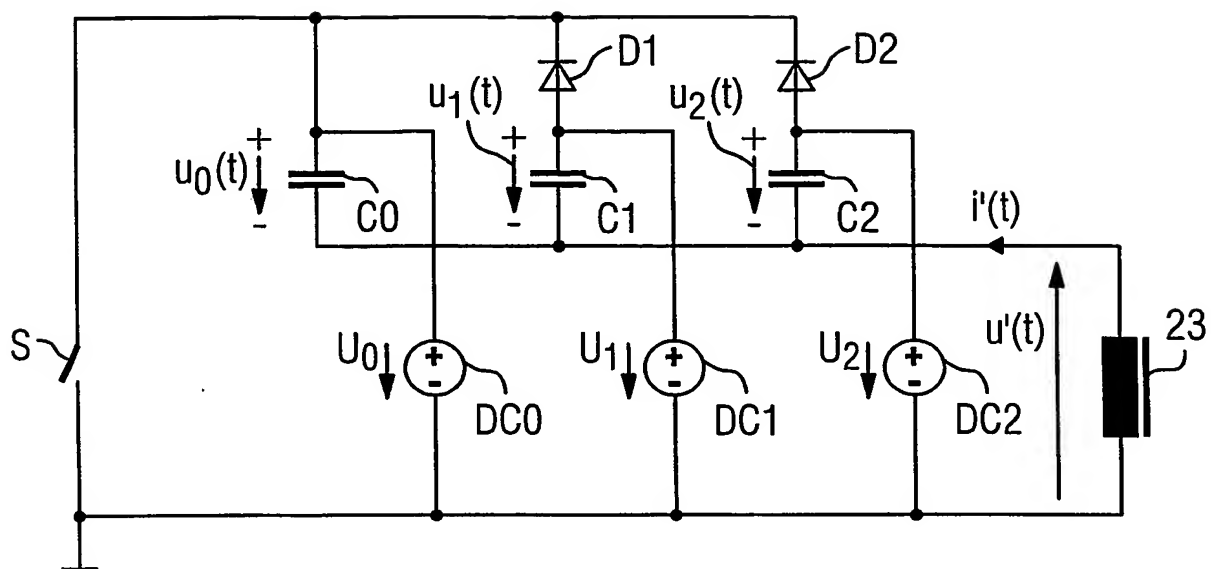 D1
D2
u1(t)
u2(t)
+
+
+
u0(t)
-
-
-
C0
C1
C2
i'(t)
S
U0
+
-
DC0
U1
+
-
DC1
U2
+
-
DC2
u'(t)
23